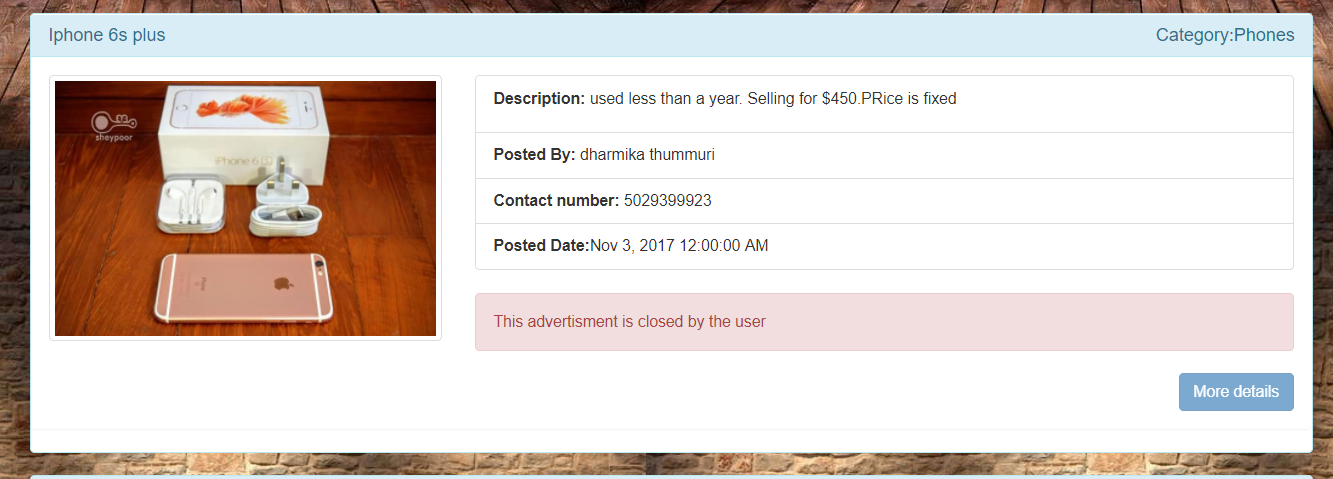 Iphone 6s plus
Category:Phones
sheypoor
iPhone 6 S
Description: used less than a year. Selling for $450.PRice is fixed
Posted By: dharmika thummuri
Contact number: 5029399923
Posted Date:Nov 3, 2017 12:00:00 AM
This advertisment is closed by the user
More details